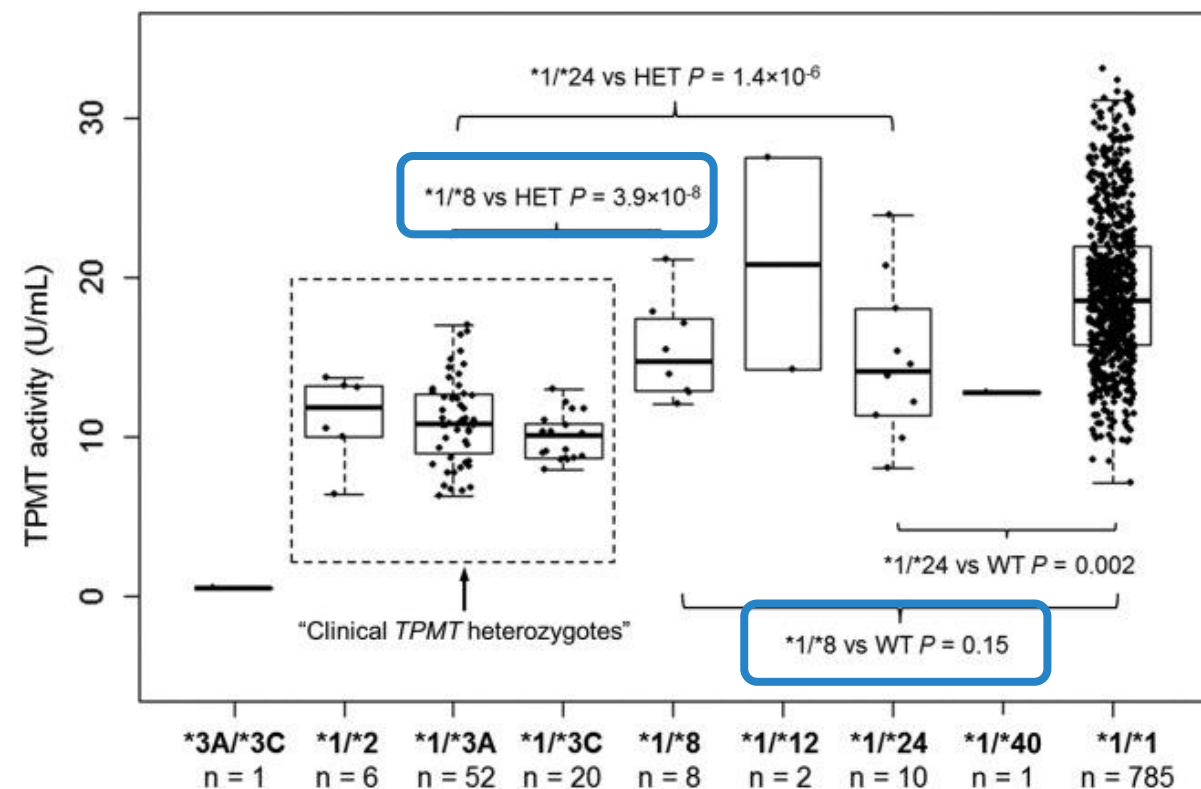 *1/*24 vs HET P = 1.4×10⁻⁶
30
*1/*8 vs HET P = 3.9×10⁻⁸
20
TPMT activity (U/mL)
10
*1/*24 vs WT P = 0.002
0
"Clinical TPMT heterozygotes"
*1/*8 vs WT P = 0.15
*3A/*3C *1/*2 *1/*3A *1/*3C *1/*8 *1/*12 *1/*24 *1/*40 *1/*1
n = 1 n = 6 n = 52 n = 20 n = 8 n = 2 n = 10 n = 1 n = 785